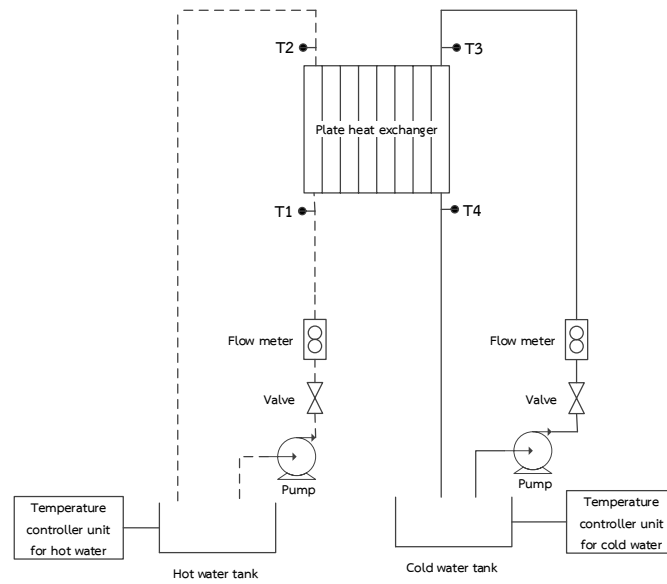 T2
T3
Plate heat exchanger
T1
T4
Flow meter
Flow meter
Valve
Valve
Pump
Pump
Temperature
controller unit
for hot water
Temperature
controller unit
for cold water
Hot water tank
Cold water tank